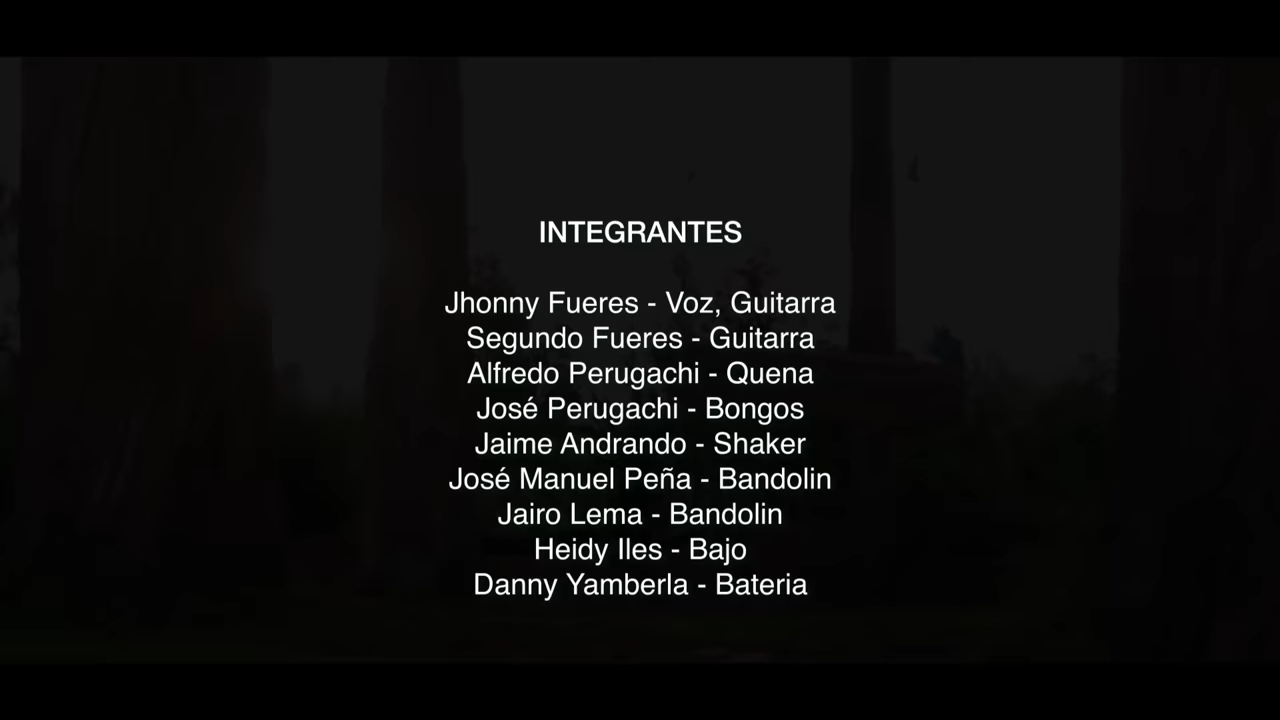 INTEGRANTES
Jhonny Fueres - Voz, Guitarra
Segundo Fueres - Guitarra
Alfredo Perugachi - Quena
José Perugachi - Bongos
Jaime Andrando - Shaker
José Manuel Peña - Bandolin
Jairo Lema - Bandolin
Heidy Iles - Bajo
Danny Yamberla - Bateria